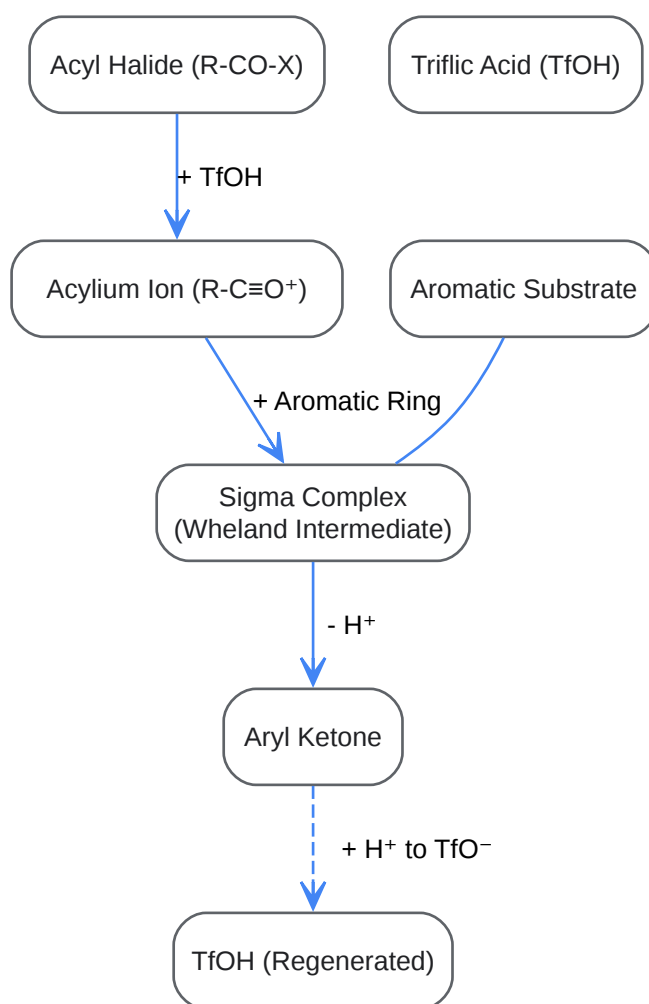 Acyl Halide (R-CO-X)
Triflic Acid (TfOH)
+ TfOH
Acylium Ion (R-C≡O⁺)
Aromatic Substrate
+ Aromatic Ring
Sigma Complex
(Wheland Intermediate)
- H⁺
Aryl Ketone
+ H⁺ to TfO⁻
TfOH (Regenerated)